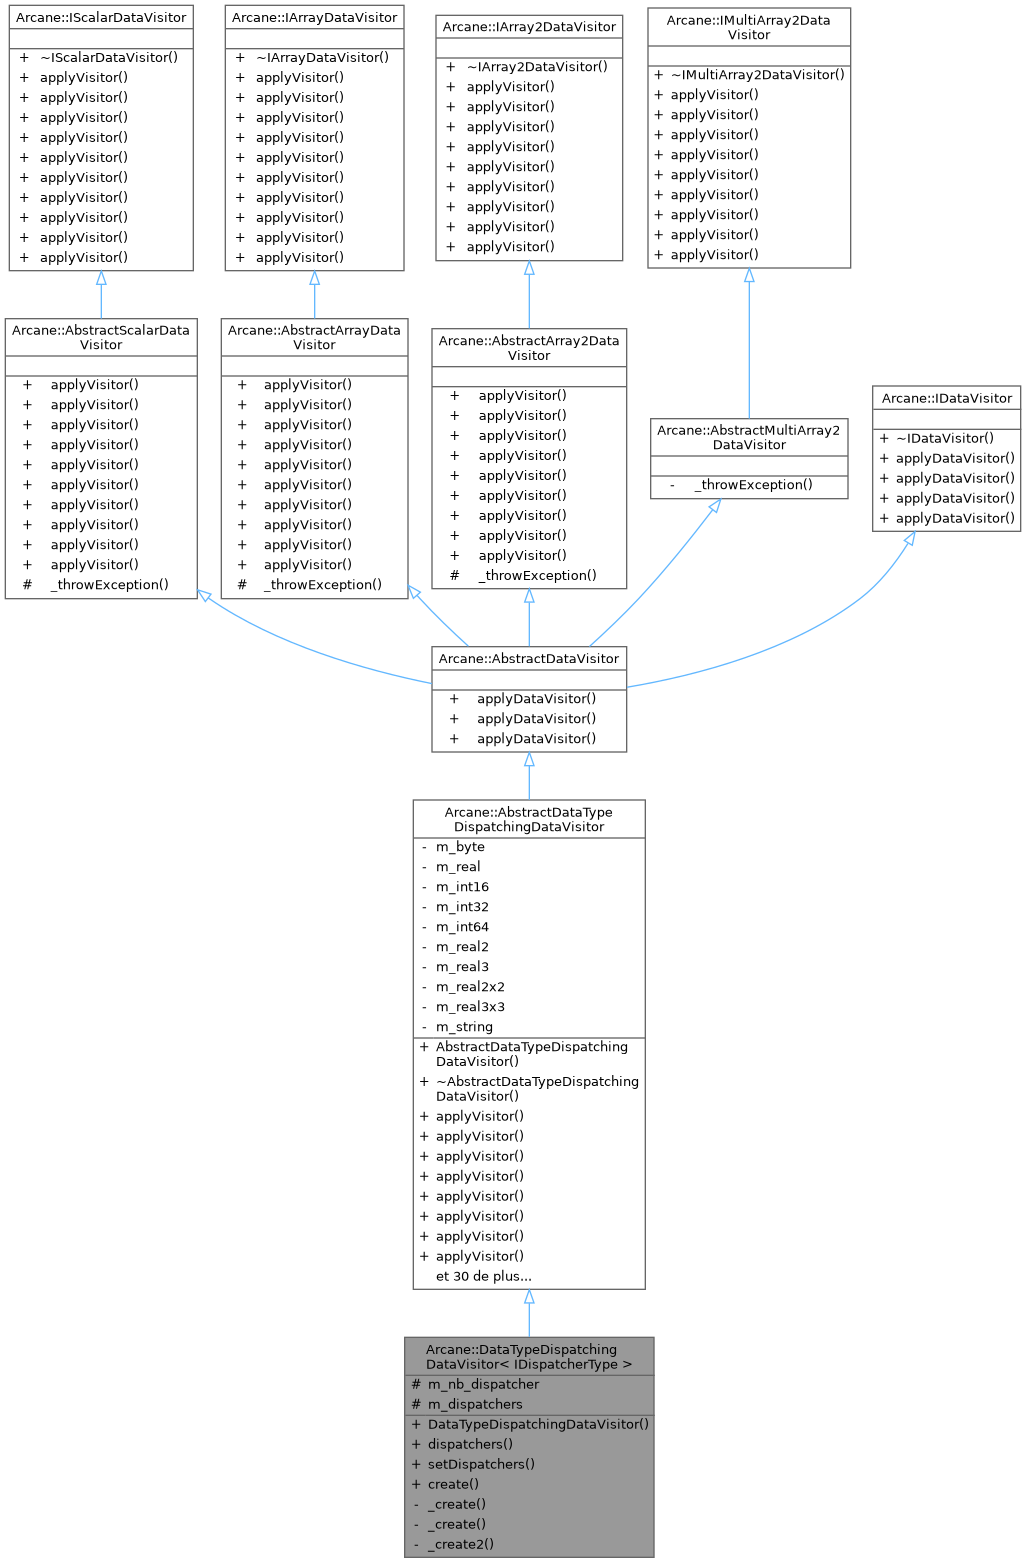 Arcane::IScalarDataVisitor
+ ~IScalarDataVisitor()
+ applyVisitor()
+ applyVisitor()
+ applyVisitor()
+ applyVisitor()
+ applyVisitor()
+ applyVisitor()
+ applyVisitor()
+ applyVisitor()
+ applyVisitor()
+ applyVisitor()
Arcane::IArrayDataVisitor
+ ~IArrayDataVisitor()
+ applyVisitor()
+ applyVisitor()
+ applyVisitor()
+ applyVisitor()
+ applyVisitor()
+ applyVisitor()
+ applyVisitor()
+ applyVisitor()
+ applyVisitor()
+ applyVisitor()
Arcane::IArray2DataVisitor
+ ~IArray2DataVisitor()
+ applyVisitor()
+ applyVisitor()
+ applyVisitor()
+ applyVisitor()
+ applyVisitor()
+ applyVisitor()
+ applyVisitor()
+ applyVisitor()
+ applyVisitor()
Arcane::IMultiArray2Data
Visitor
+ ~IMultiArray2DataVisitor()
+ applyVisitor()
+ applyVisitor()
+ applyVisitor()
+ applyVisitor()
+ applyVisitor()
+ applyVisitor()
+ applyVisitor()
+ applyVisitor()
+ applyVisitor()
Arcane::AbstractScalarData
Visitor
+ applyVisitor()
+ applyVisitor()
+ applyVisitor()
+ applyVisitor()
+ applyVisitor()
+ applyVisitor()
+ applyVisitor()
+ applyVisitor()
+ applyVisitor()
+ applyVisitor()
# _throwException()
Arcane::AbstractArrayData
Visitor
+ applyVisitor()
+ applyVisitor()
+ applyVisitor()
+ applyVisitor()
+ applyVisitor()
+ applyVisitor()
+ applyVisitor()
+ applyVisitor()
+ applyVisitor()
+ applyVisitor()
# _throwException()
Arcane::AbstractArray2Data
Visitor
+ applyVisitor()
+ applyVisitor()
+ applyVisitor()
+ applyVisitor()
+ applyVisitor()
+ applyVisitor()
+ applyVisitor()
+ applyVisitor()
+ applyVisitor()
# _throwException()
Arcane::AbstractMultiArray2
DataVisitor
- _throwException()
Arcane::IDataVisitor
+ ~IDataVisitor()
+ applyDataVisitor()
+ applyDataVisitor()
+ applyDataVisitor()
+ applyDataVisitor()
Arcane::AbstractDataVisitor
+ applyDataVisitor()
+ applyDataVisitor()
+ applyDataVisitor()
Arcane::AbstractDataType
DispatchingDataVisitor
- m_byte
- m_real
- m_int16
- m_int32
- m_int64
- m_real2
- m_real3
- m_real2x2
- m_real3x3
- m_string
+ AbstractDataTypeDispatching
DataVisitor()
+ ~AbstractDataTypeDispatching
DataVisitor()
+ applyVisitor()
+ applyVisitor()
+ applyVisitor()
+ applyVisitor()
+ applyVisitor()
+ applyVisitor()
+ applyVisitor()
+ applyVisitor()
et 30 de plus...
Arcane::DataTypeDispatching
DataVisitor< IDispatcherType >
# m_nb_dispatcher
# m_dispatchers
+ DataTypeDispatchingDataVisitor()
+ dispatchers()
+ setDispatchers()
+ create()
- _create()
- _create()
- _create2()